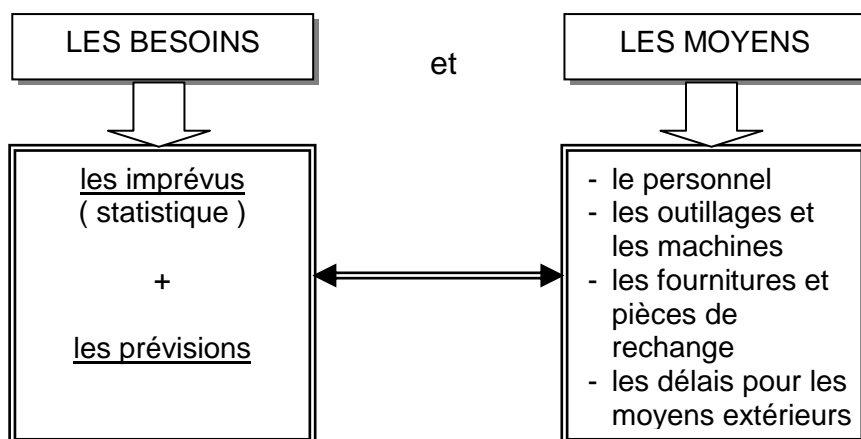 LES BESOINS
et
LES MOYENS
les imprévus
( statistique )
+
les prévisions
- le personnel
- les outillages et
les machines
- les fournitures et
pièces de
rechange
- les délais pour les
moyens extérieurs